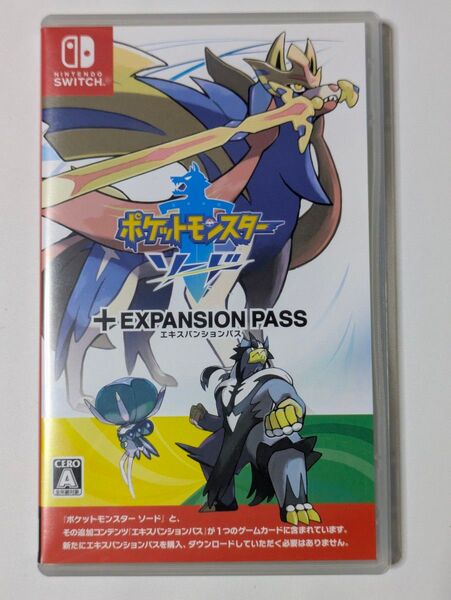 NINTENDO
SWITCH
ポケットモンスター
ソード
+ EXPANSION PASS
エキスパンションパス
CERO
A
全年齢対象
『ポケットモンスター ソード』と、
その追加コンテンツ『エキスパンションパス』が1つのゲームカードに含まれています。
新たにエキスパンションパスを購入、ダウンロードしていただく必要はありません。